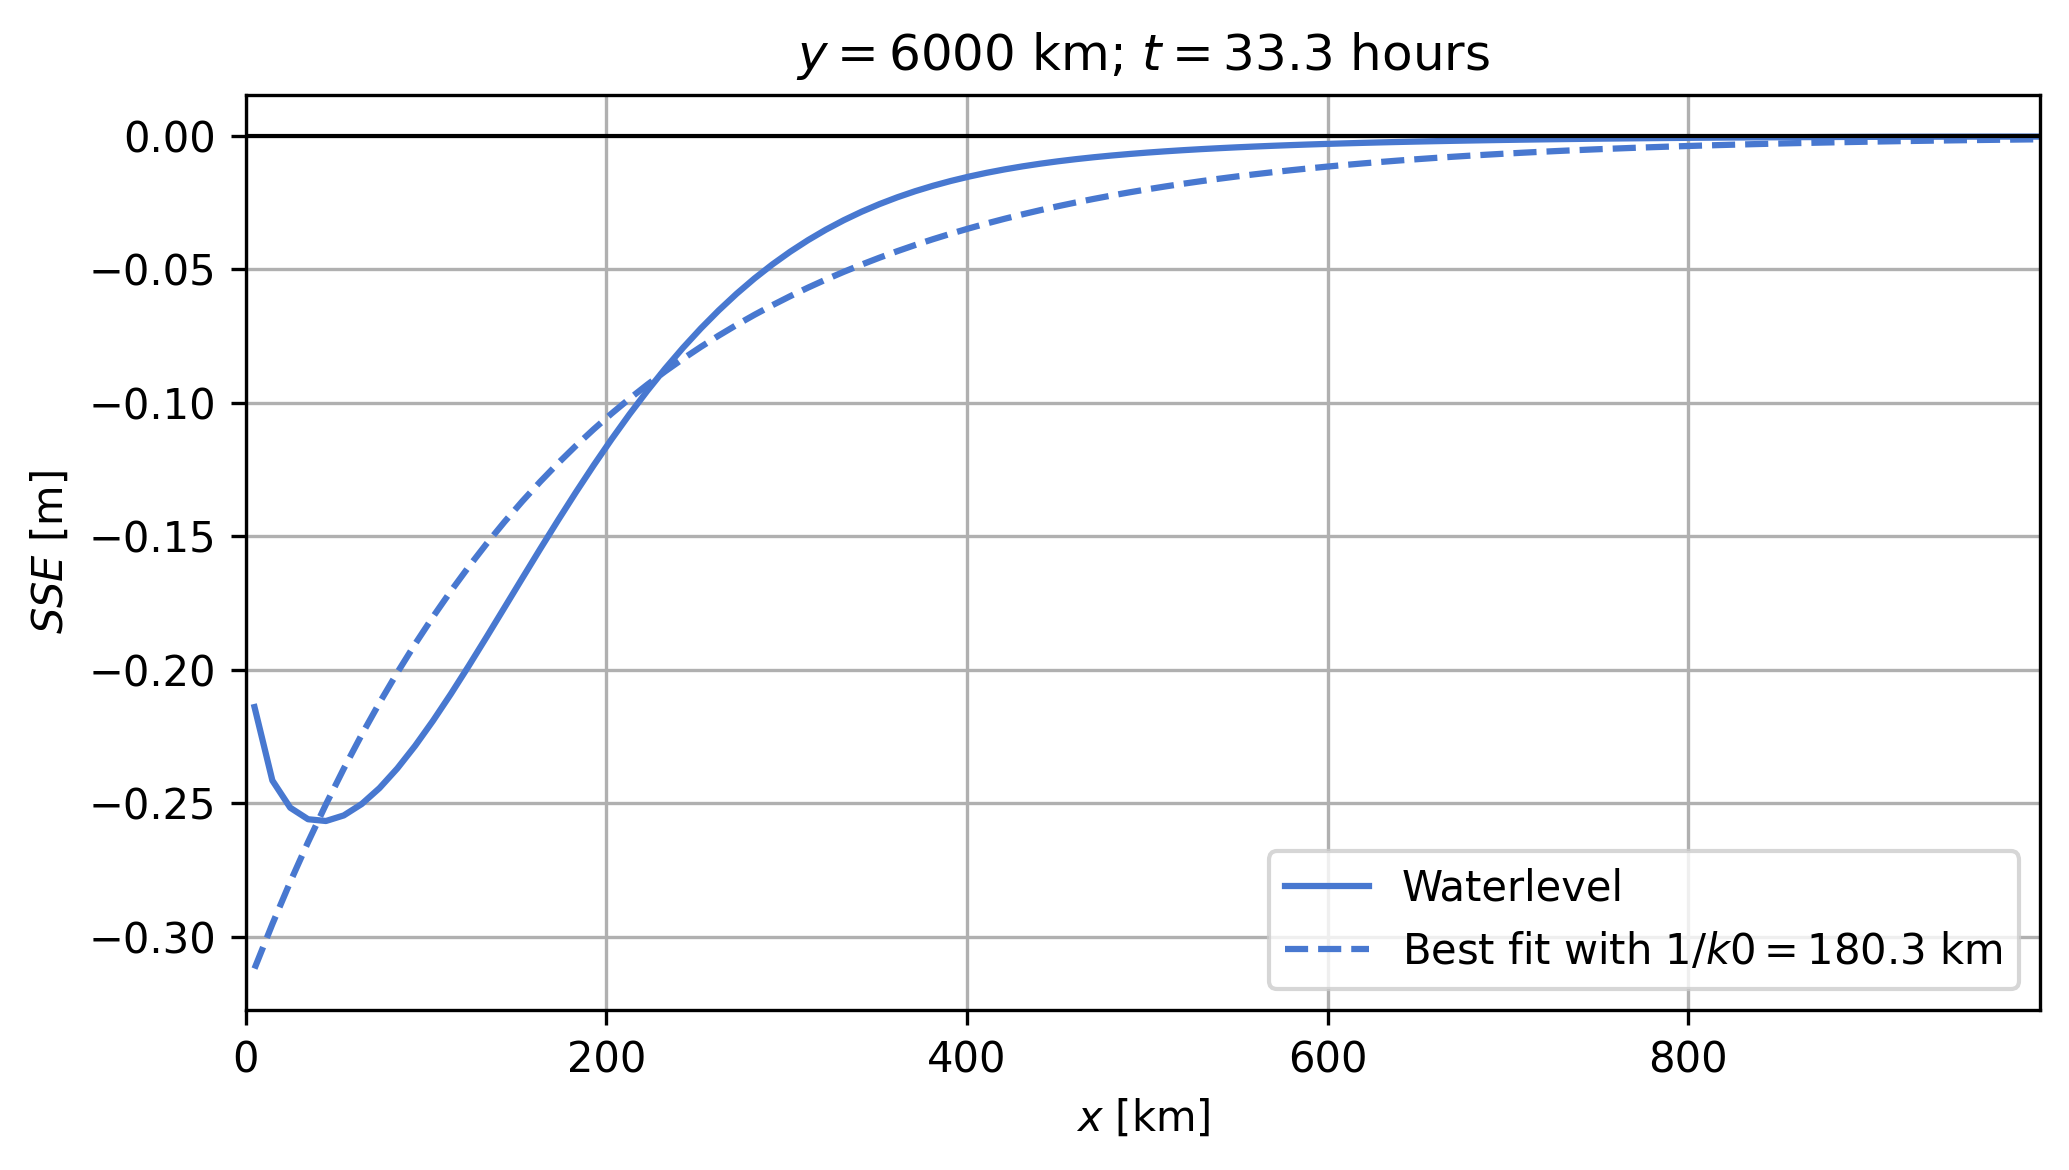 y = 6000 km; t = 33.3 hours
0.00
−0.05
−0.10
−0.15
−0.20
−0.25
−0.30
SSE [m]
Waterlevel
Best fit with 1/k0 = 180.3 km
0 200 400 600 800
x [km]